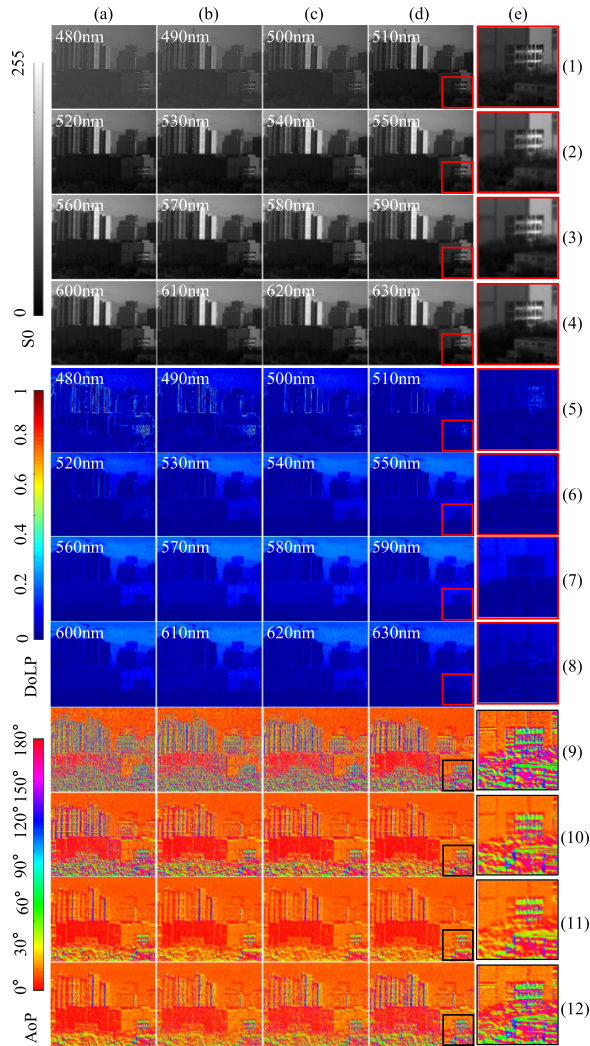 (a) (b) (c) (d) (e)
255
0
S0
480nm 490nm 500nm 510nm (1)
520nm 530nm 540nm 550nm (2)
560nm 570nm 580nm 590nm (3)
600nm 610nm 620nm 630nm (4)
1
0.8
0.6
0.4
0.2
0
DoLP
480nm 490nm 500nm 510nm (5)
520nm 530nm 540nm 550nm (6)
560nm 570nm 580nm 590nm (7)
600nm 610nm 620nm 630nm (8)
180°
150°
120°
90°
60°
30°
0°
AoP
(9)
(10)
(11)
(12)